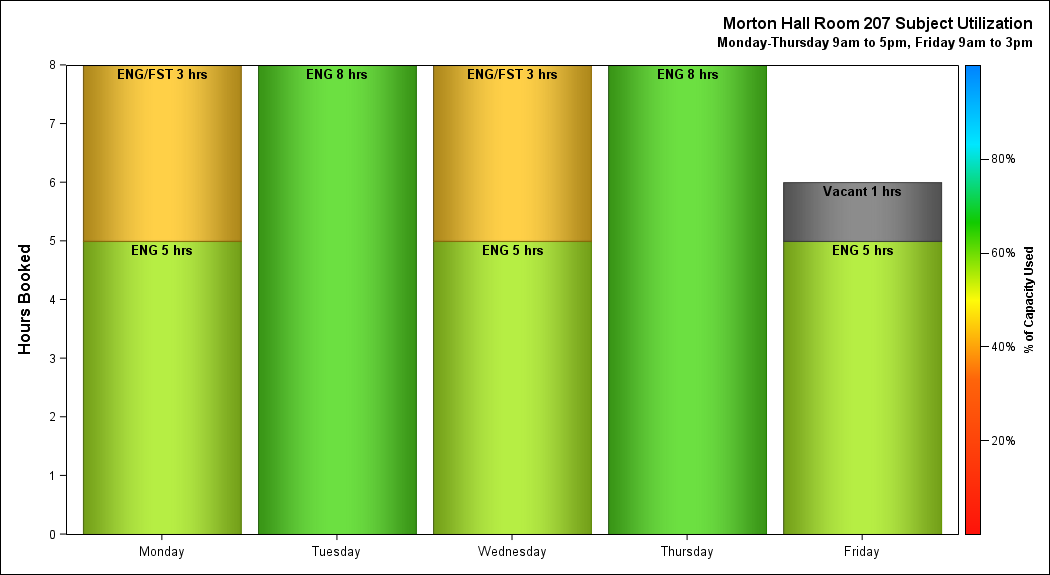 Morton Hall Room 207 Subject Utilization
Monday-Thursday 9am to 5pm, Friday 9am to 3pm
Hours Booked
8
7
6
5
4
3
2
1
0
ENG/FST 3 hrs
ENG 5 hrs
ENG 8 hrs
ENG/FST 3 hrs
ENG 5 hrs
ENG 8 hrs
Vacant 1 hrs
ENG 5 hrs
Monday
Tuesday
Wednesday
Thursday
Friday
80%
60%
40%
20%
% of Capacity Used